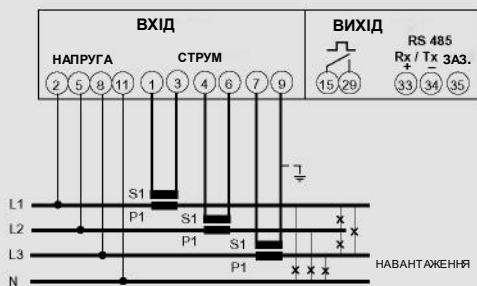 ВХІД
ВИХІД
НАПРУГА
СТРУМ
RS 485
Rx / Tx ЗАЗ.
+ −
2 5 8 11 1 3 4 6 7 9 15 29 33 34 35
S1
L1
P1
S1
L2
P1
S1
L3
P1
НАВАНТАЖЕННЯ
N